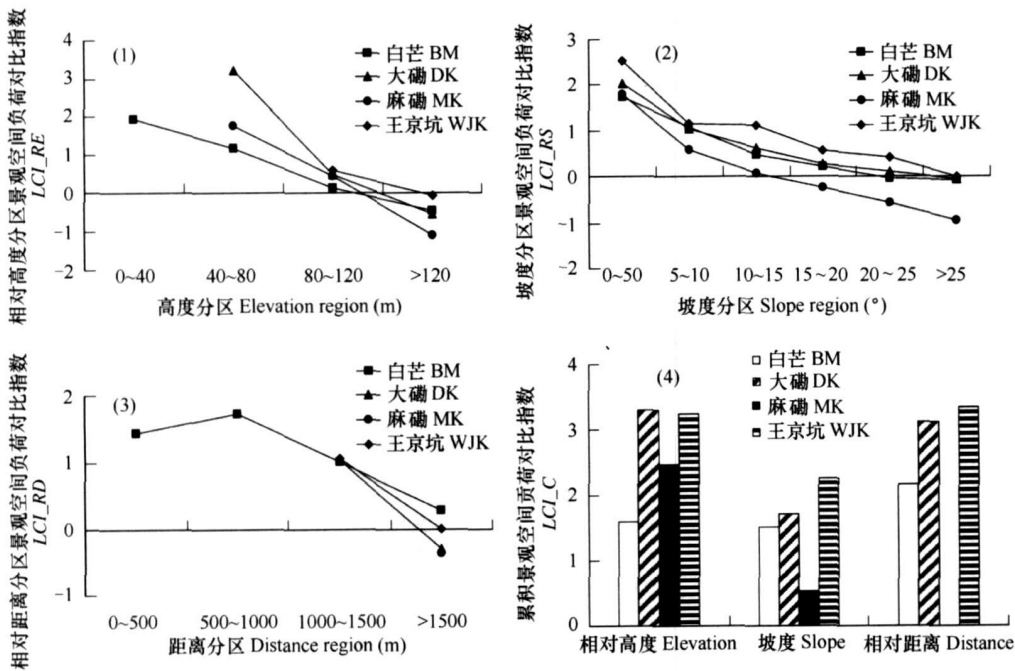 相对高度分区景观空间负荷对比指数
LCI_RE
4
3
2
1
0
−1
−2
(1)
白芒 BM
大磡 DK
麻磡 MK
王京坑 WJK
0~40
40~80
80~120
>120
高度分区 Elevation region (m)
坡度分区景观空间负荷对比指数
LCI_RS
3
2
1
0
−1
−2
(2)
白芒 BM
大磡 DK
麻磡 MK
王京坑 WJK
0~50
5~10
10~15
15~20
20~25
>25
坡度分区 Slope region (°)
相对距离分区景观空间负荷对比指数
LCI_RD
2
1
0
−1
(3)
白芒 BM
大磡 DK
麻磡 MK
王京坑 WJK
0~500
500~1000
1000~1500
>1500
距离分区 Distance region (m)
累积景观空间贡荷对比指数
LCI_C
4
3
2
1
0
(4)
白芒 BM
大磡 DK
麻磡 MK
王京坑 WJK
相对高度 Elevation
坡度 Slope
相对距离 Distance